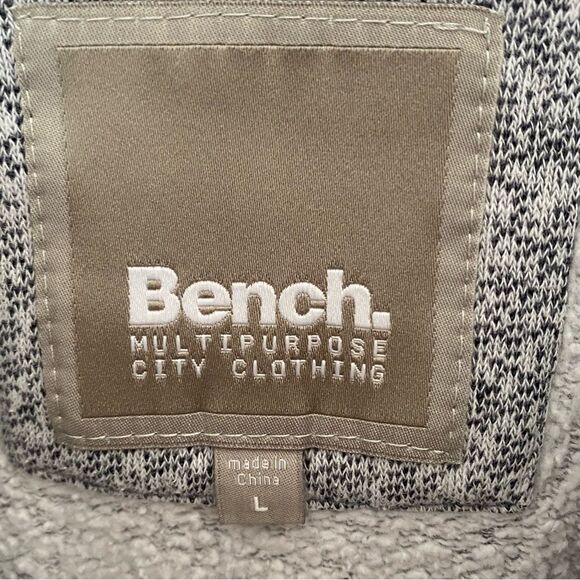 Bench.
MULTIPURPOSE
CITY CLOTHING
made in
China
L